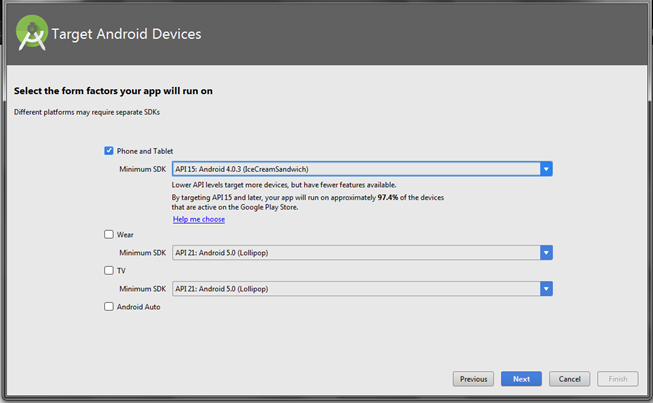 Target Android Devices
Select the form factors your app will run on
Different platforms may require separate SDKs
Phone and Tablet
Minimum SDK API 15: Android 4.0.3 (IceCreamSandwich)
Lower API levels target more devices, but have fewer features available.
By targeting API 15 and later, your app will run on approximately 97.4% of the devices
that are active on the Google Play Store.
Help me choose
Wear
Minimum SDK API 21: Android 5.0 (Lollipop)
TV
Minimum SDK API 21: Android 5.0 (Lollipop)
Android Auto
Previous Next Cancel Finish